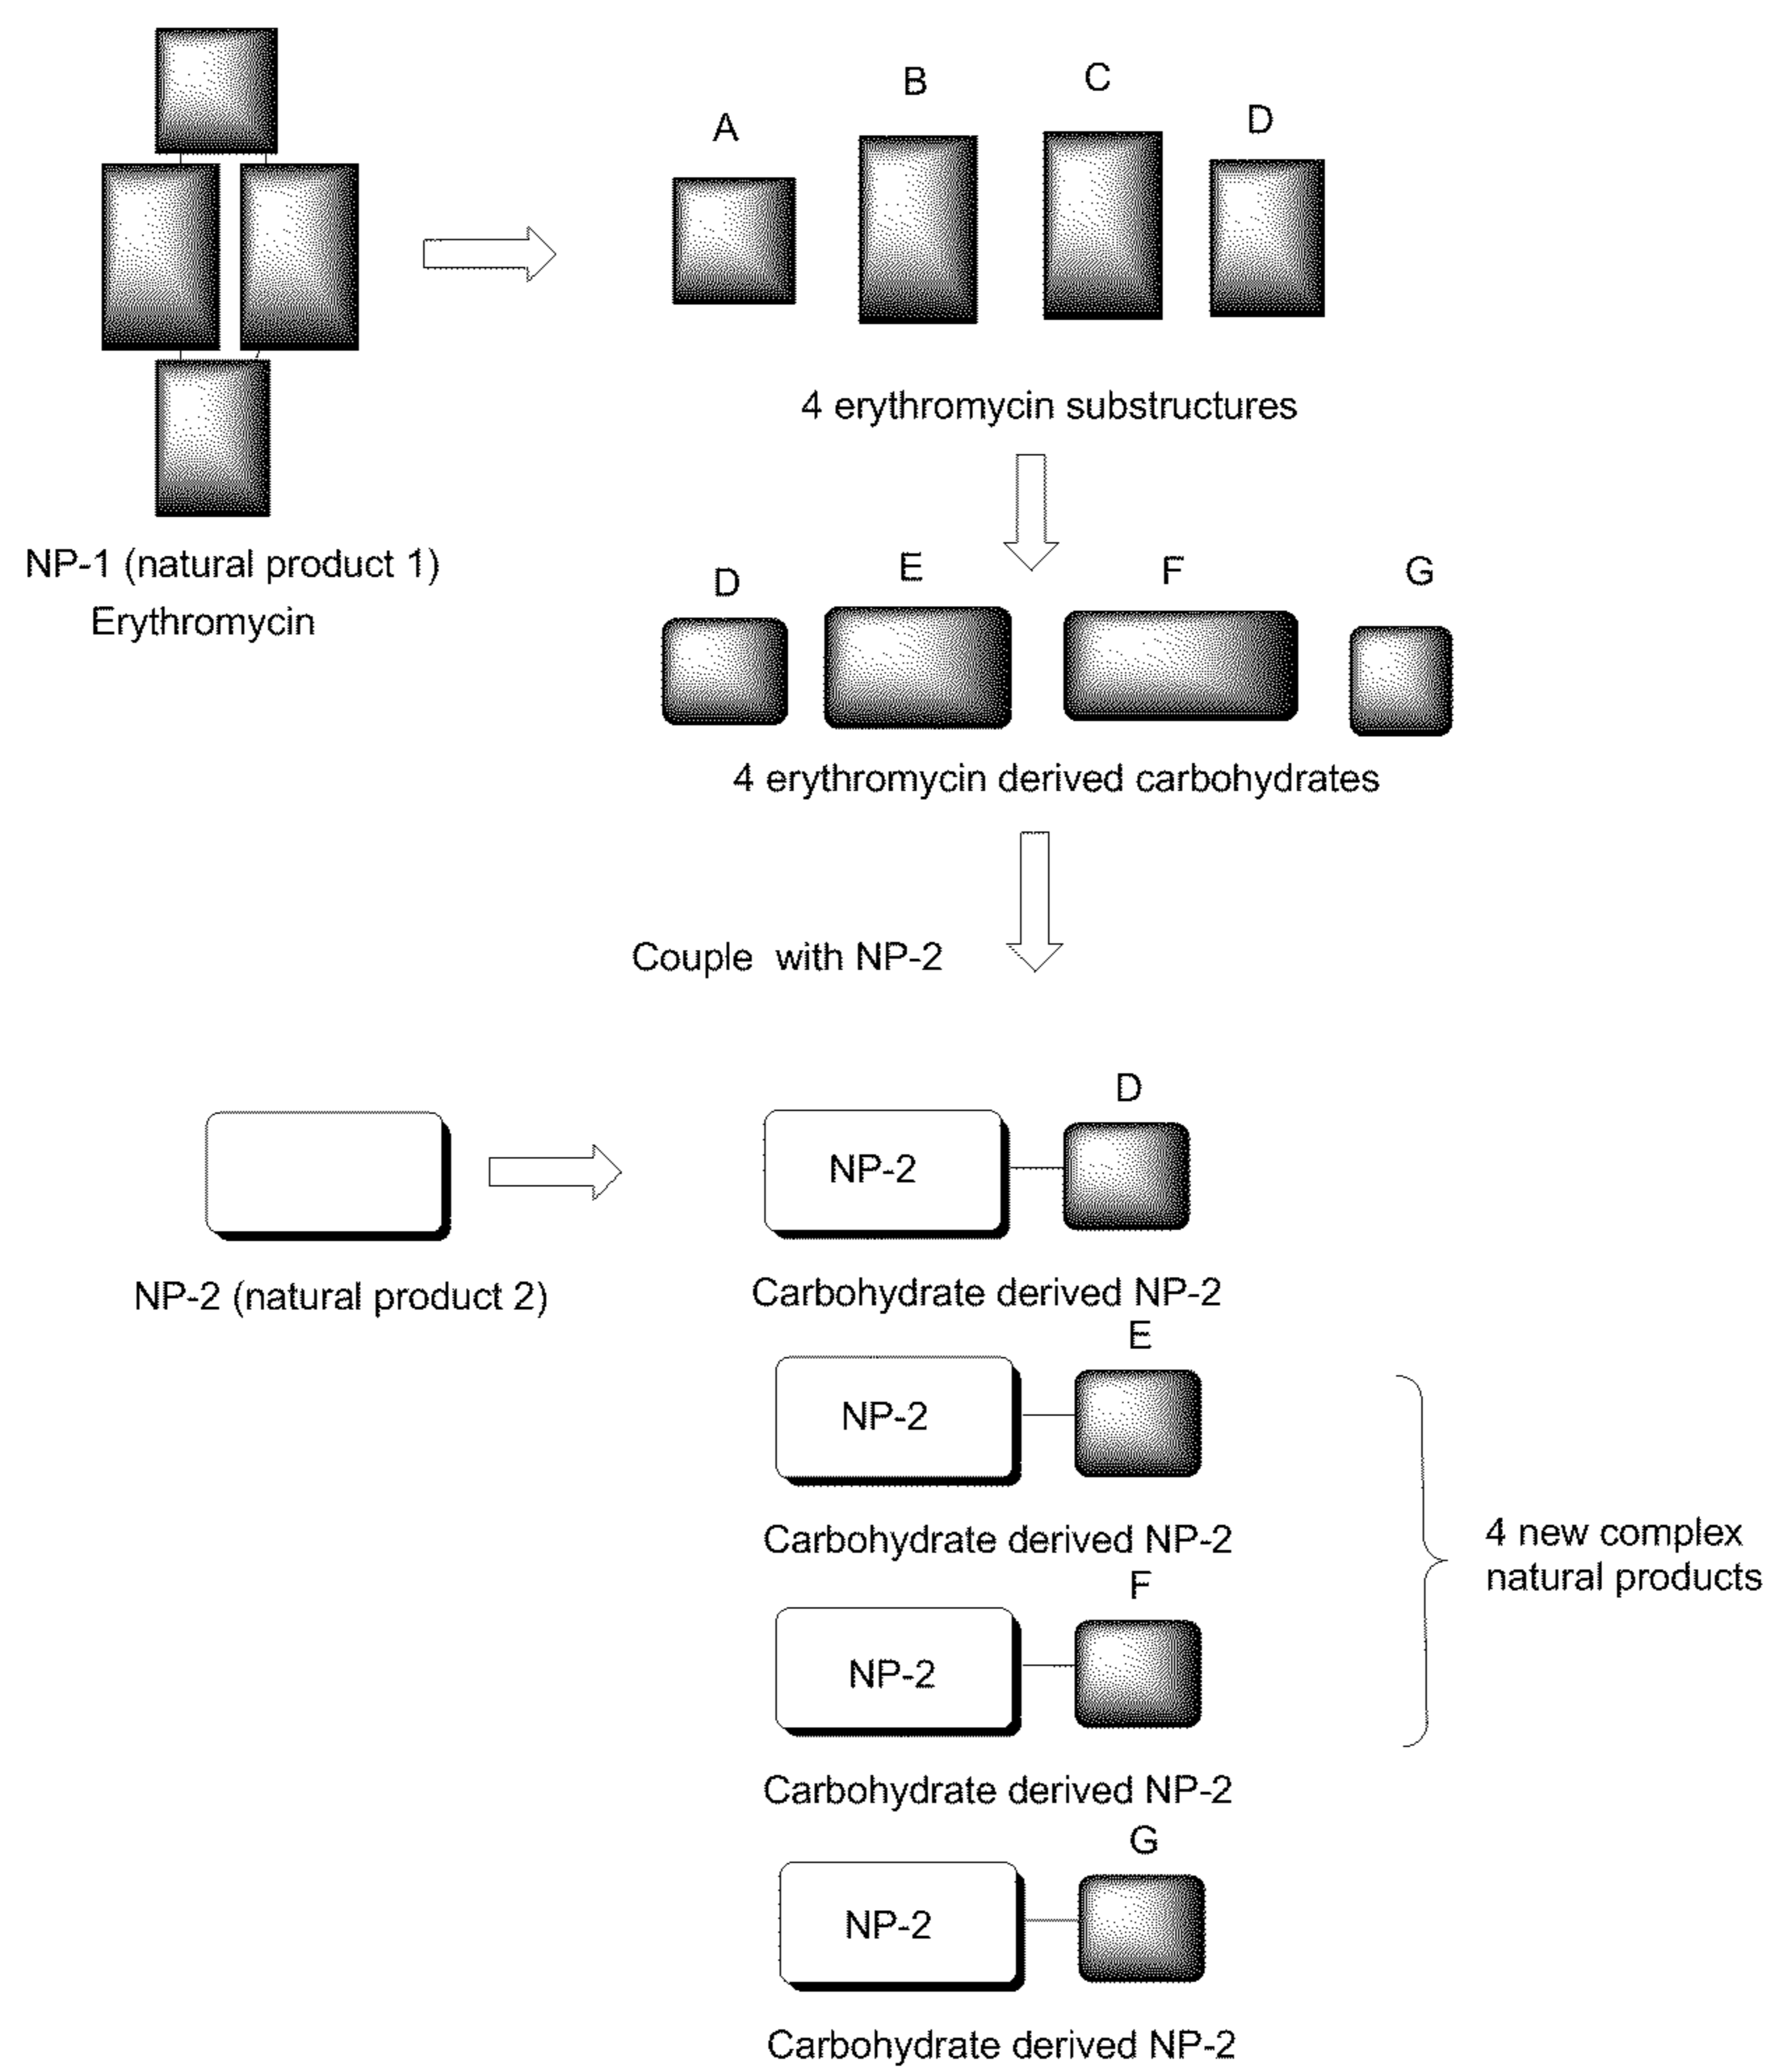 A
B
C
D
4 erythromycin substructures
NP-1 (natural product 1)
Erythromycin
D
E
F
G
4 erythromycin derived carbohydrates
Couple with NP-2
NP-2 (natural product 2)
D
NP-2
Carbohydrate derived NP-2
E
NP-2
Carbohydrate derived NP-2
F
NP-2
Carbohydrate derived NP-2
G
NP-2
Carbohydrate derived NP-2
4 new complex
natural products